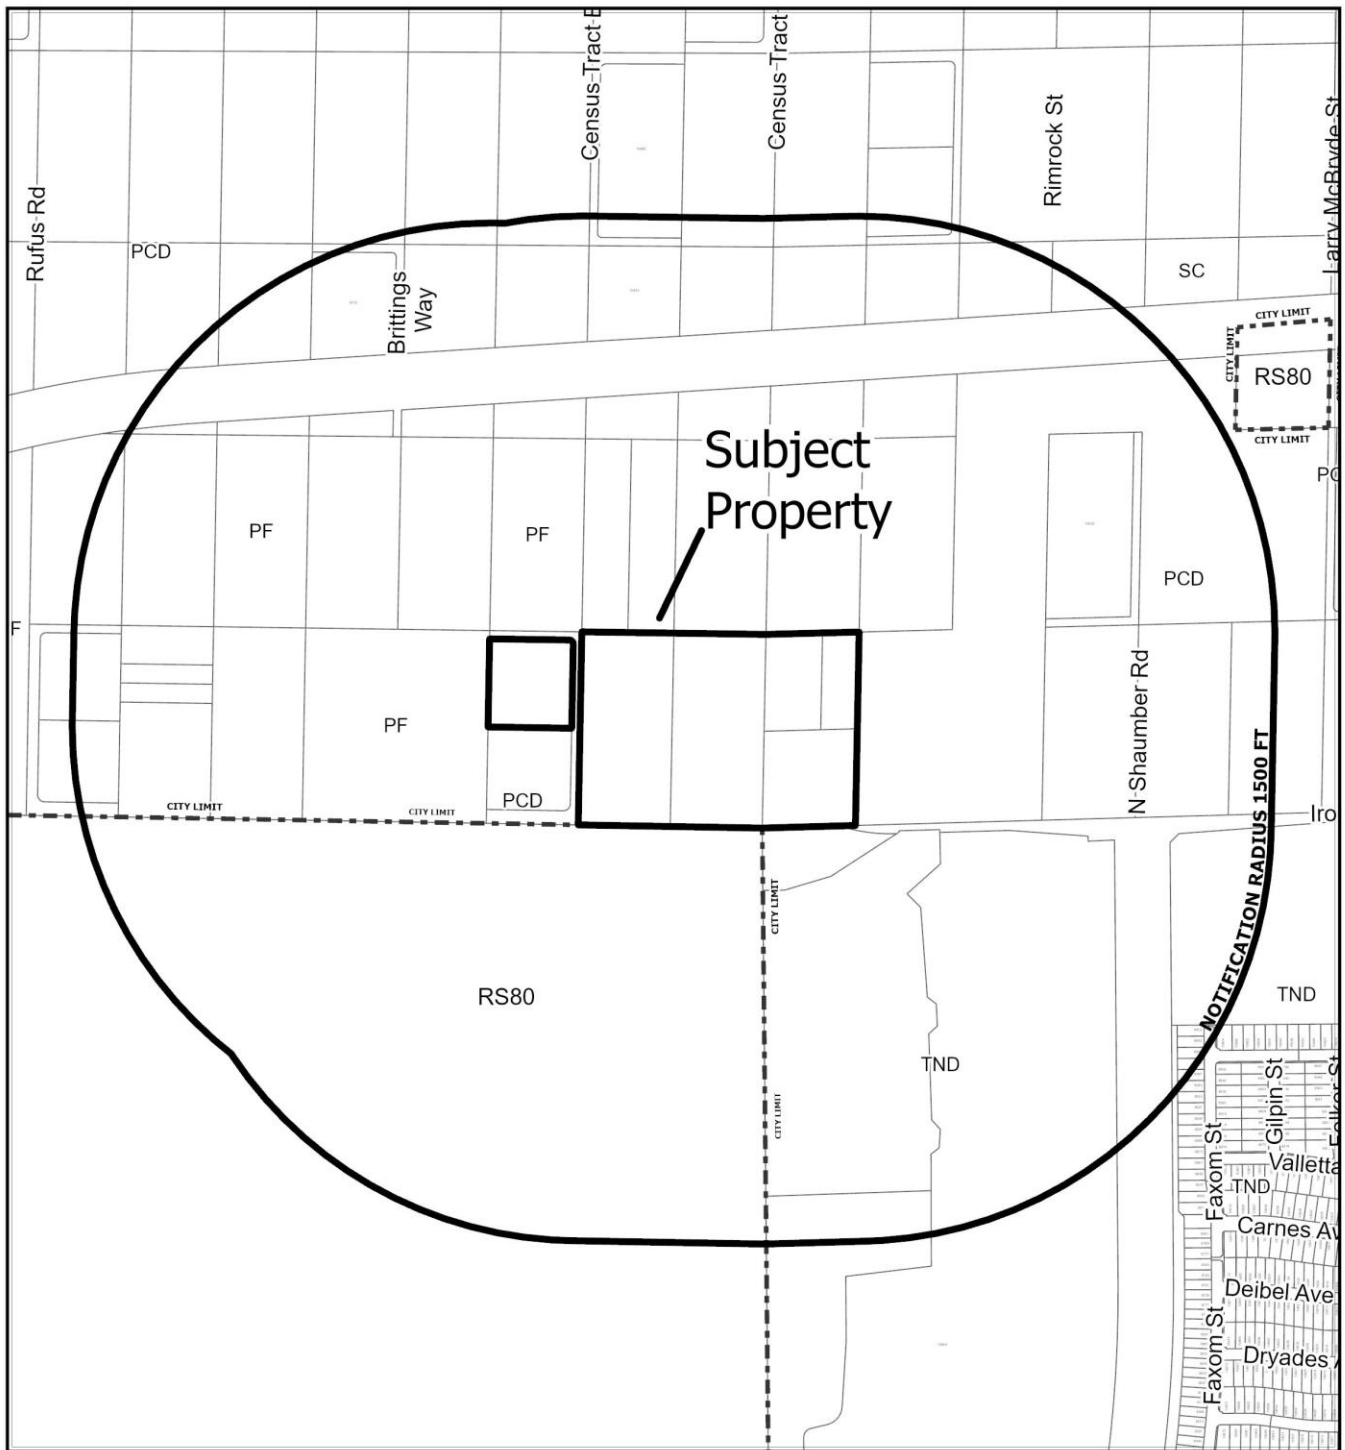 Census Tract
Census Tract
Rimrock St
Larry McBryde St
Rufus Rd
PCD
Brittings
Way
SC
CITY LIMIT
CITY LIMIT
RS80
CITY LIMIT
Subject
Property
PF
PF
PCD
PF
N Shaumber Rd
PCD
CITY LIMIT
CITY LIMIT
CITY LIMIT
NOTIFICATION RADIUS 1500 FT
RS80
TND
TND
CITY LIMIT
Gilpin St
Faxom St
Valletta
TND
Carnes Av
Deibel Ave
Faxom St
Dryades